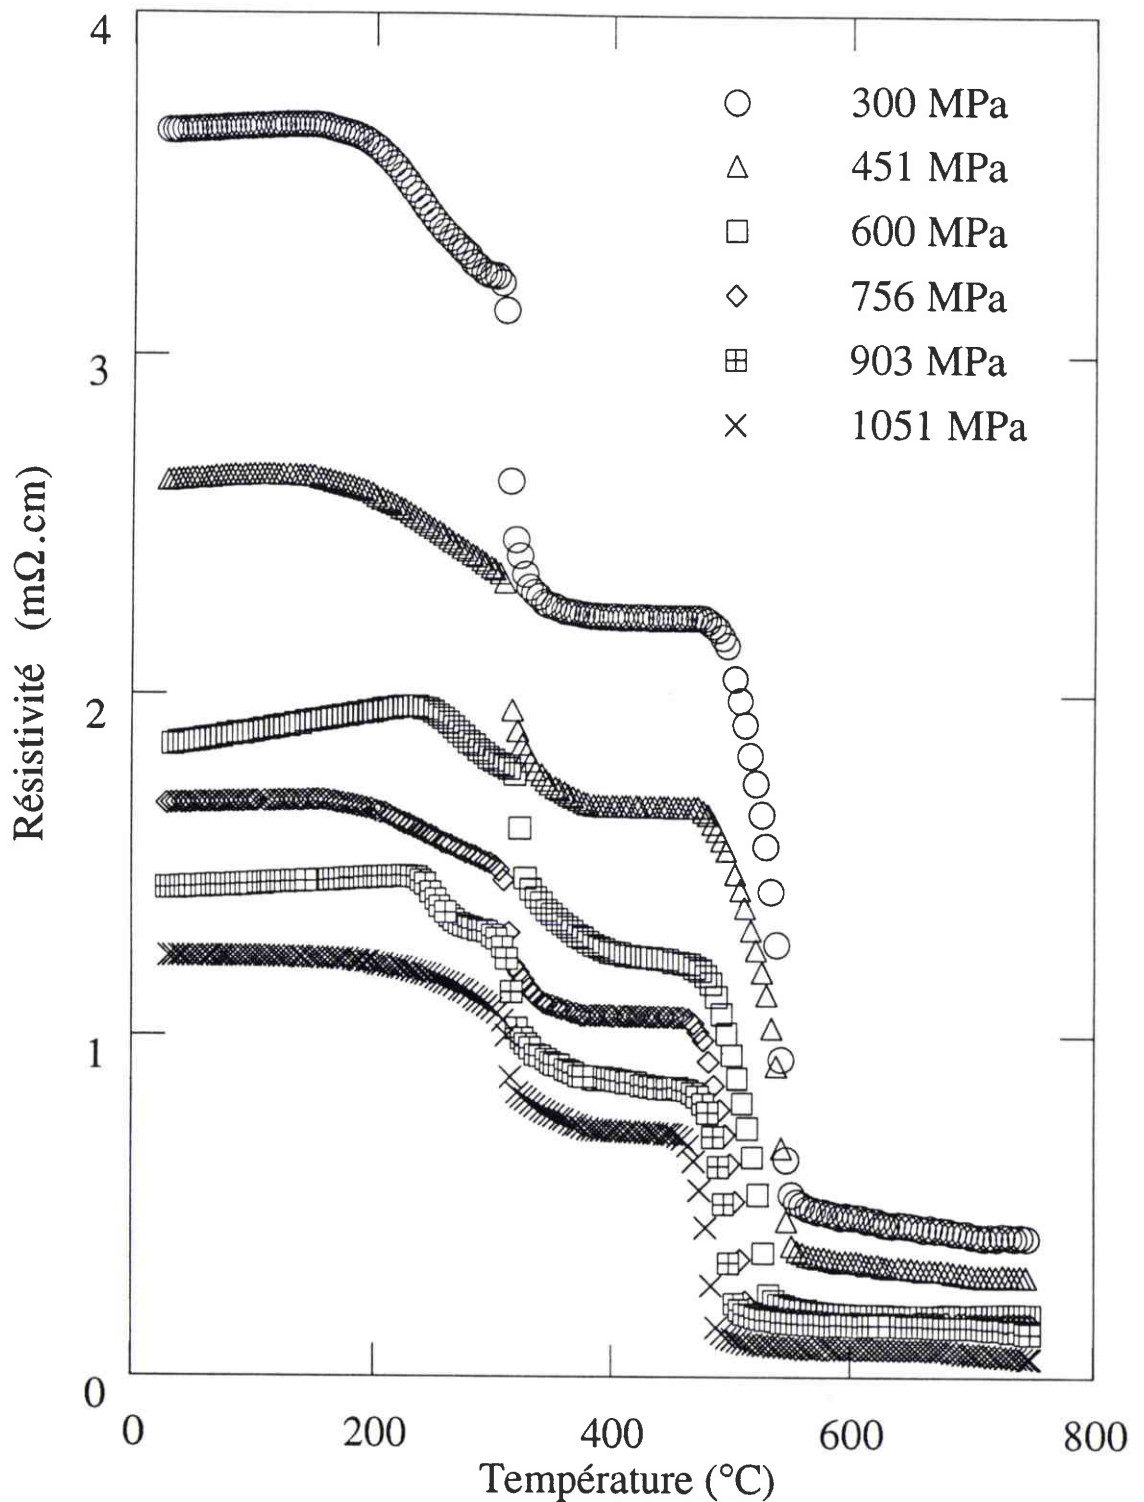 4
3
2
1
0
0 200 400 600 800
Résistivité (mΩ.cm)
Température (°C)
300 MPa
451 MPa
600 MPa
756 MPa
903 MPa
1051 MPa